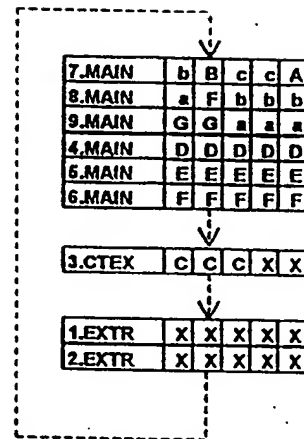 7.MAIN b B c c A
8.MAIN a F b b b
9.MAIN G G a a a
4.MAIN D D D D D
5.MAIN E E E E E
6.MAIN F F F F F
3.CTEX C C C X X
1.EXTR X X X X X
2.EXTR X X X X X